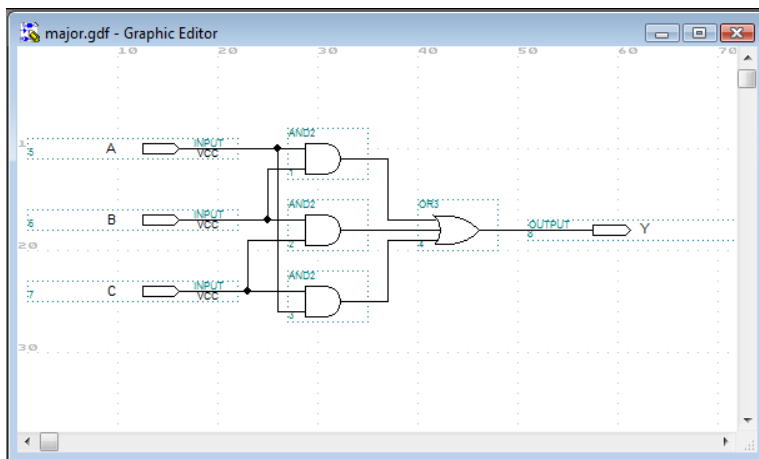 major.gdf - Graphic Editor
10 20 30 40 50 60 70
AND2
1 A INPUT
5 VCC
1
OR3
B INPUT AND2
6 VCC 2 4 OUTPUT Y
8
20
AND2
C INPUT
7 VCC
3
30